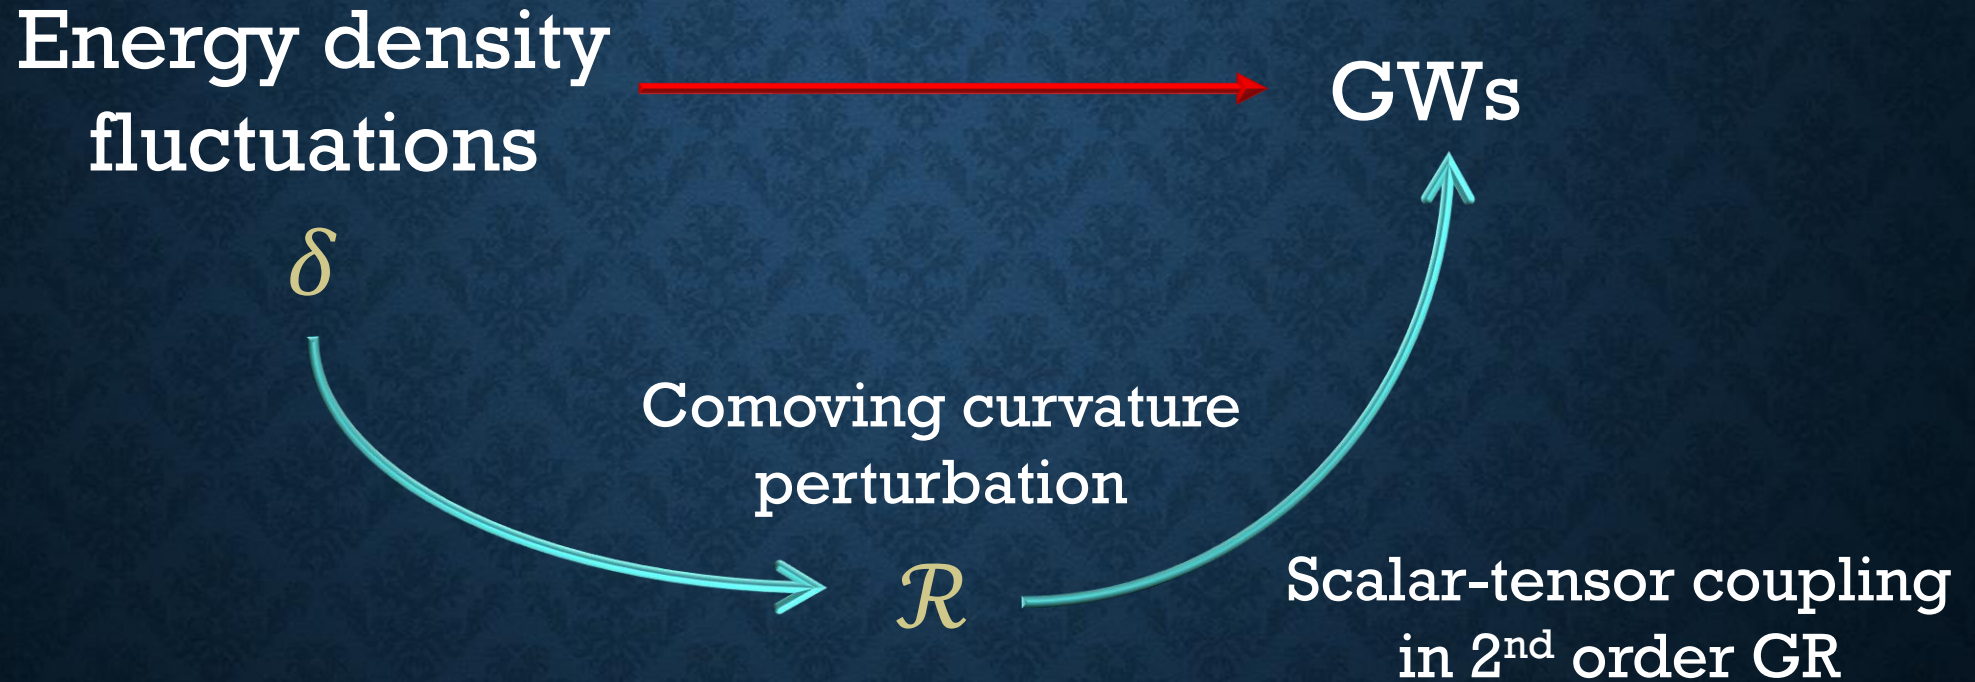 Energy density
fluctuations
GWs
δ
Comoving curvature
perturbation
ℛ
Scalar-tensor coupling
in 2ⁿᵈ order GR